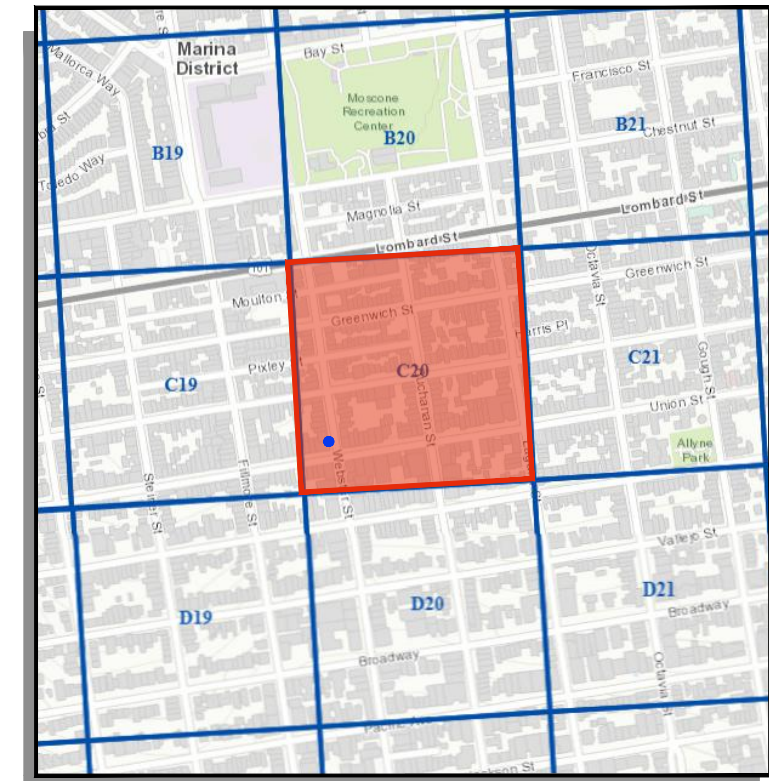 Marina
District
Bay St
Mallorca Way
Francisco St
Moscone
Recreation
Center
B20
B21
Chestnut St
B19
Toledo Way
Magnolia St
Lombard St
Lombard St
Octavia St
Greenwich St
Moulton
Greenwich St
Harris Pl
Pixley
C20
C21
Gough St
C19
Buchanan St
Union St
Allyne
Park
Webster St
Steiner St
Fillmore St
Vallejo St
D19
D20
D21
Broadway
Broadway
Octavia St